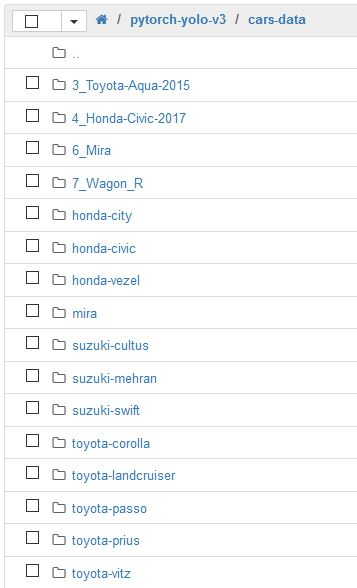 / pytorch-yolo-v3 / cars-data
..
3_Toyota-Aqua-2015
4_Honda-Civic-2017
6_Mira
7_Wagon_R
honda-city
honda-civic
honda-vezel
mira
suzuki-cultus
suzuki-mehran
suzuki-swift
toyota-corolla
toyota-landcruiser
toyota-passo
toyota-prius
toyota-vitz